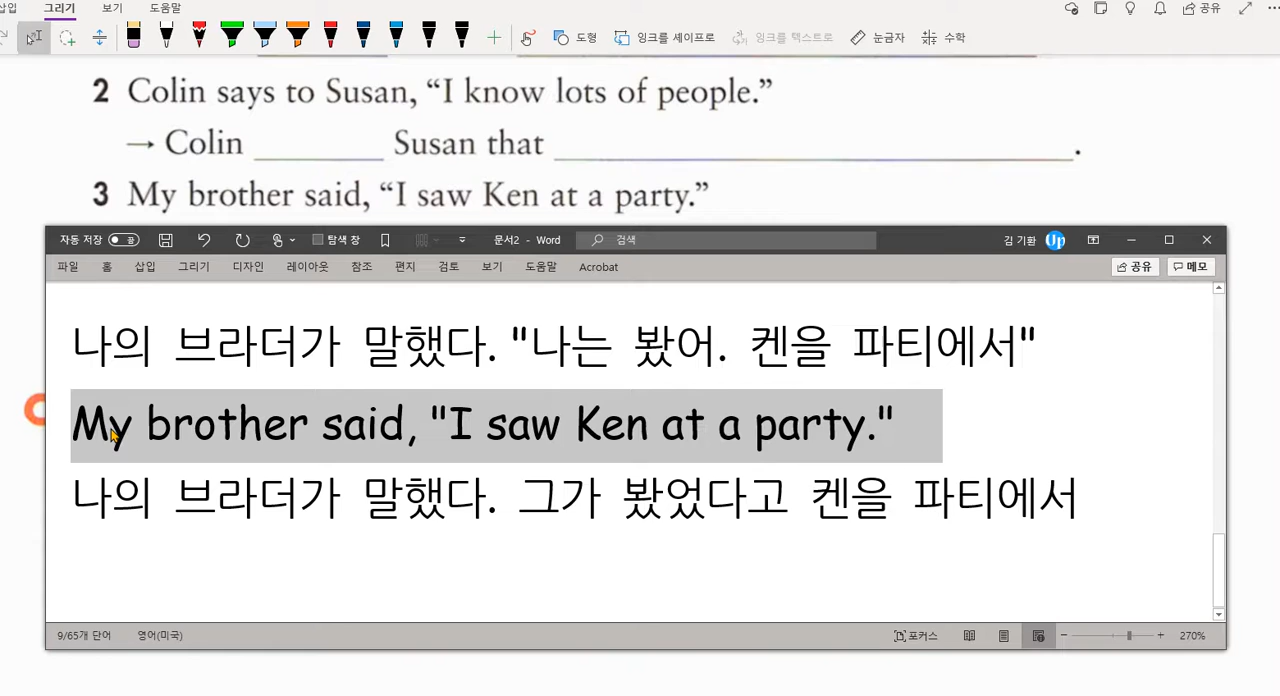 삽입 그리기 보기 도움말 공유
도형 잉크를 셰이프로 잉크를 텍스트로 눈금자 수학
2 Colin says to Susan, “I know lots of people.”
→ Colin ________ Susan that ________________.
3 My brother said, “I saw Ken at a party.”
자동 저장 끔 탐색 창 문서2 - Word 검색 김 기환 Up
파일 홈 삽입 그리기 디자인 레이아웃 참조 편지 검토 보기 도움말 Acrobat 공유 메모
나의 브라더가 말했다. "나는 봤어. 켄을 파티에서"
My brother said, "I saw Ken at a party."
나의 브라더가 말했다. 그가 봤었다고 켄을 파티에서
9/65개 단어 영어(미국) 포커스 270%